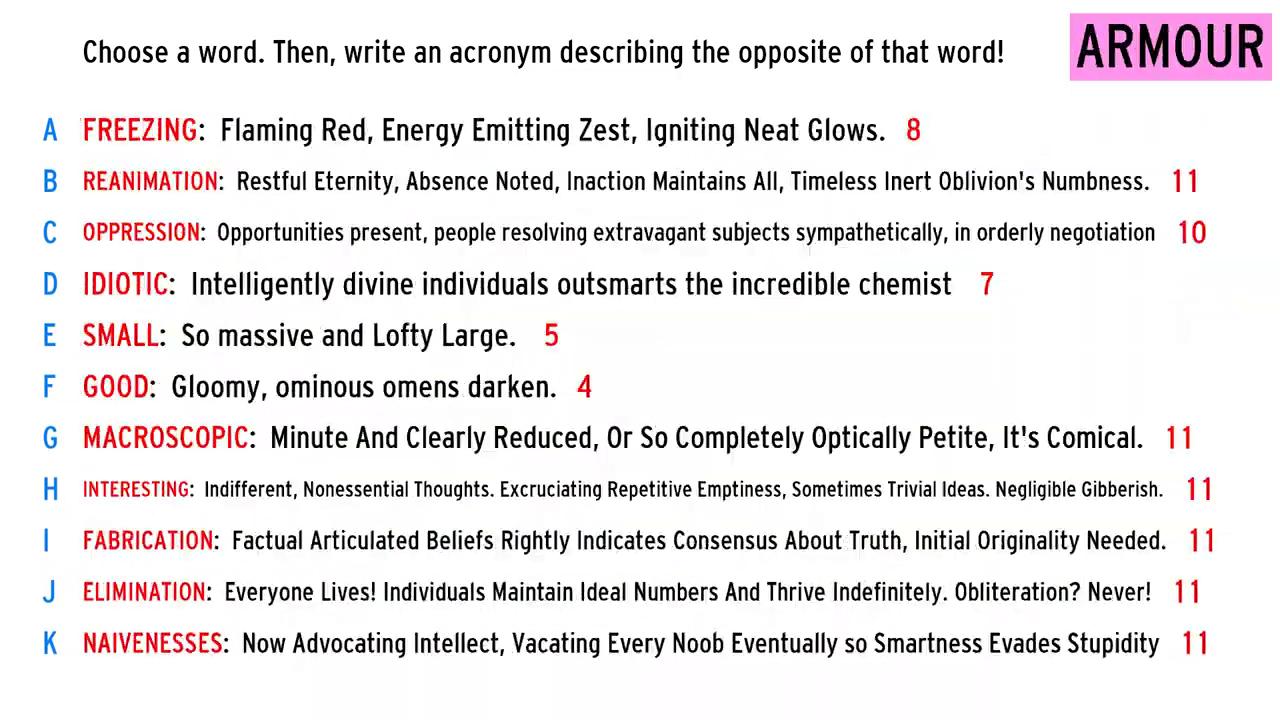 Choose a word. Then, write an acronym describing the opposite of that word!
ARMOUR
A FREEZING: Flaming Red, Energy Emitting Zest, Igniting Neat Glows. 8
B REANIMATION: Restful Eternity, Absence Noted, Inaction Maintains All, Timeless Inert Oblivion's Numbness. 11
C OPPRESSION: Opportunities present, people resolving extravagant subjects sympathetically, in orderly negotiation 10
D IDIOTIC: Intelligently divine individuals outsmarts the incredible chemist 7
E SMALL: So massive and Lofty Large. 5
F GOOD: Gloomy, ominous omens darken. 4
G MACROSCOPIC: Minute And Clearly Reduced, Or So Completely Optically Petite, It's Comical. 11
H INTERESTING: Indifferent, Nonessential Thoughts. Excruciating Repetitive Emptiness, Sometimes Trivial Ideas. Negligible Gibberish. 11
I FABRICATION: Factual Articulated Beliefs Rightly Indicates Consensus About Truth, Initial Originality Needed. 11
J ELIMINATION: Everyone Lives! Individuals Maintain Ideal Numbers And Thrive Indefinitely. Obliteration? Never! 11
K NAIVENESSES: Now Advocating Intellect, Vacating Every Noob Eventually so Smartness Evades Stupidity 11